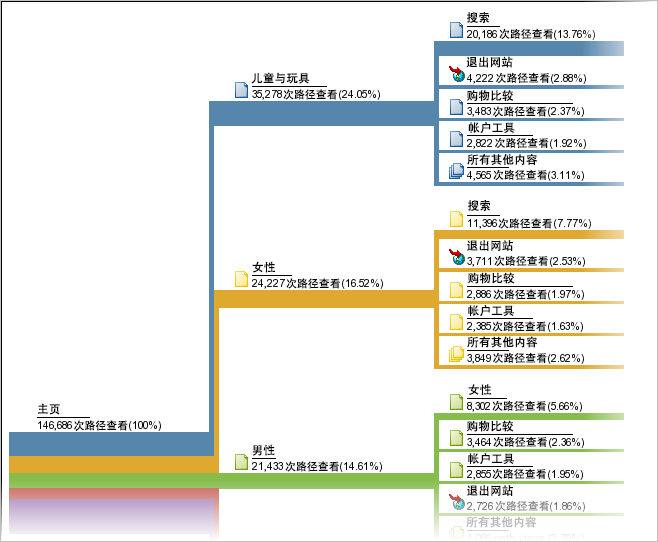 搜索
20,186 次路径查看(13.76%)
退出网站
4,222 次路径查看(2.88%)
儿童与玩具
35,278 次路径查看(24.05%)
购物比较
3,483 次路径查看(2.37%)
帐户工具
2,822 次路径查看(1.92%)
所有其他内容
4,565 次路径查看(3.11%)
搜索
11,396 次路径查看(7.77%)
退出网站
3,711 次路径查看(2.53%)
女性
24,227 次路径查看(16.52%)
购物比较
2,886 次路径查看(1.97%)
帐户工具
2,385 次路径查看(1.63%)
所有其他内容
3,849 次路径查看(2.62%)
主页
146,686 次路径查看(100%)
女性
8,302 次路径查看(5.66%)
购物比较
3,464 次路径查看(2.36%)
男性
21,433 次路径查看(14.61%)
帐户工具
2,855 次路径查看(1.95%)
退出网站
2,726 次路径查看(1.86%)
所有其他内容